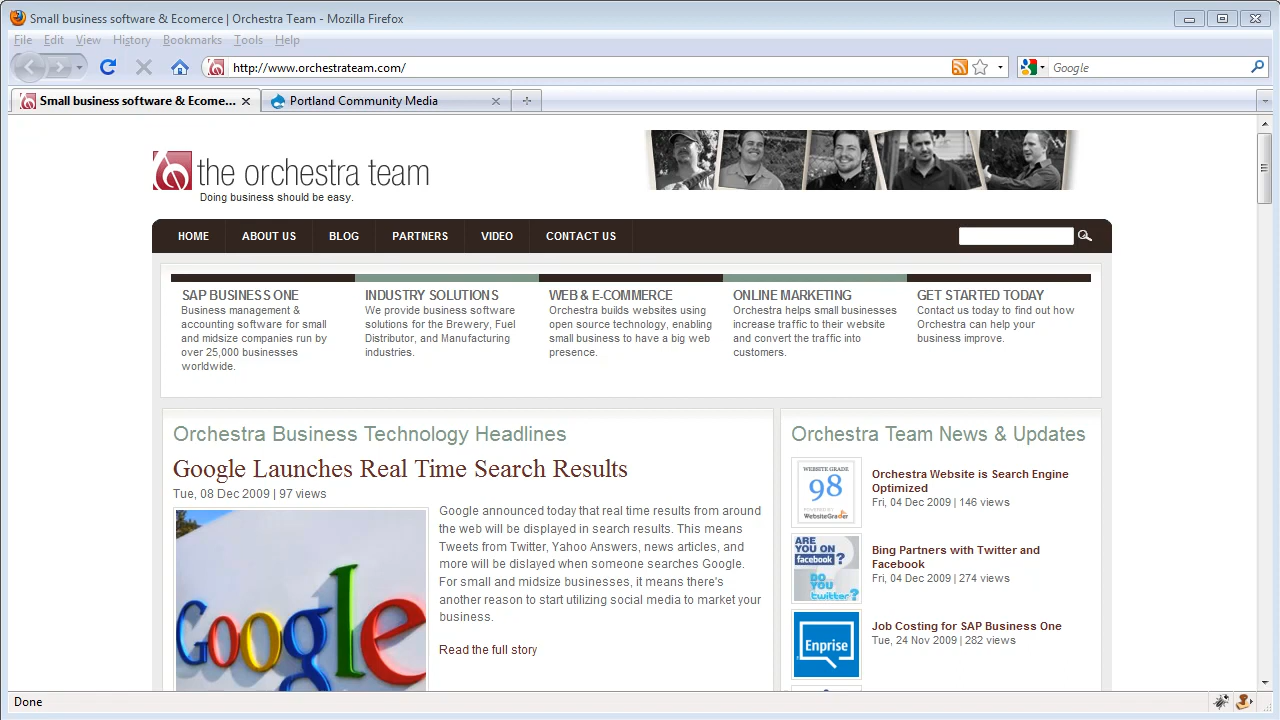 Small business software & Ecomerce | Orchestra Team - Mozilla Firefox
File Edit View History Bookmarks Tools Help
http://www.orchestrateam.com/
Google
Small business software & Ecome...
Portland Community Media
the orchestra team
Doing business should be easy.
HOME ABOUT US BLOG PARTNERS VIDEO CONTACT US
SAP BUSINESS ONE
Business management &
accounting software for small
and midsize companies run by
over 25,000 businesses
worldwide.
INDUSTRY SOLUTIONS
We provide business software
solutions for the Brewery, Fuel
Distributor, and Manufacturing
industries.
WEB & E-COMMERCE
Orchestra builds websites using
open source technology, enabling
small business to have a big web
presence.
ONLINE MARKETING
Orchestra helps small businesses
increase traffic to their website
and convert the traffic into
customers.
GET STARTED TODAY
Contact us today to find out how
Orchestra can help your
business improve.
Orchestra Business Technology Headlines
Google Launches Real Time Search Results
Tue, 08 Dec 2009 | 97 views
Google
Google announced today that real time results from around
the web will be displayed in search results. This means
Tweets from Twitter, Yahoo Answers, news articles, and
more will be dislayed when someone searches Google.
For small and midsize businesses, it means there's
another reason to start utilizing social media to market your
business.
Read the full story
Orchestra Team News & Updates
WEBSITE GRADE
98
POWERED BY
WebsiteGrader
Orchestra Website is Search Engine
Optimized
Fri, 04 Dec 2009 | 146 views
ARE
YOU ON
facebook?
DO
YOU
twitter?
Bing Partners with Twitter and
Facebook
Fri, 04 Dec 2009 | 274 views
Enprise
Job Costing for SAP Business One
Tue, 24 Nov 2009 | 282 views
Done